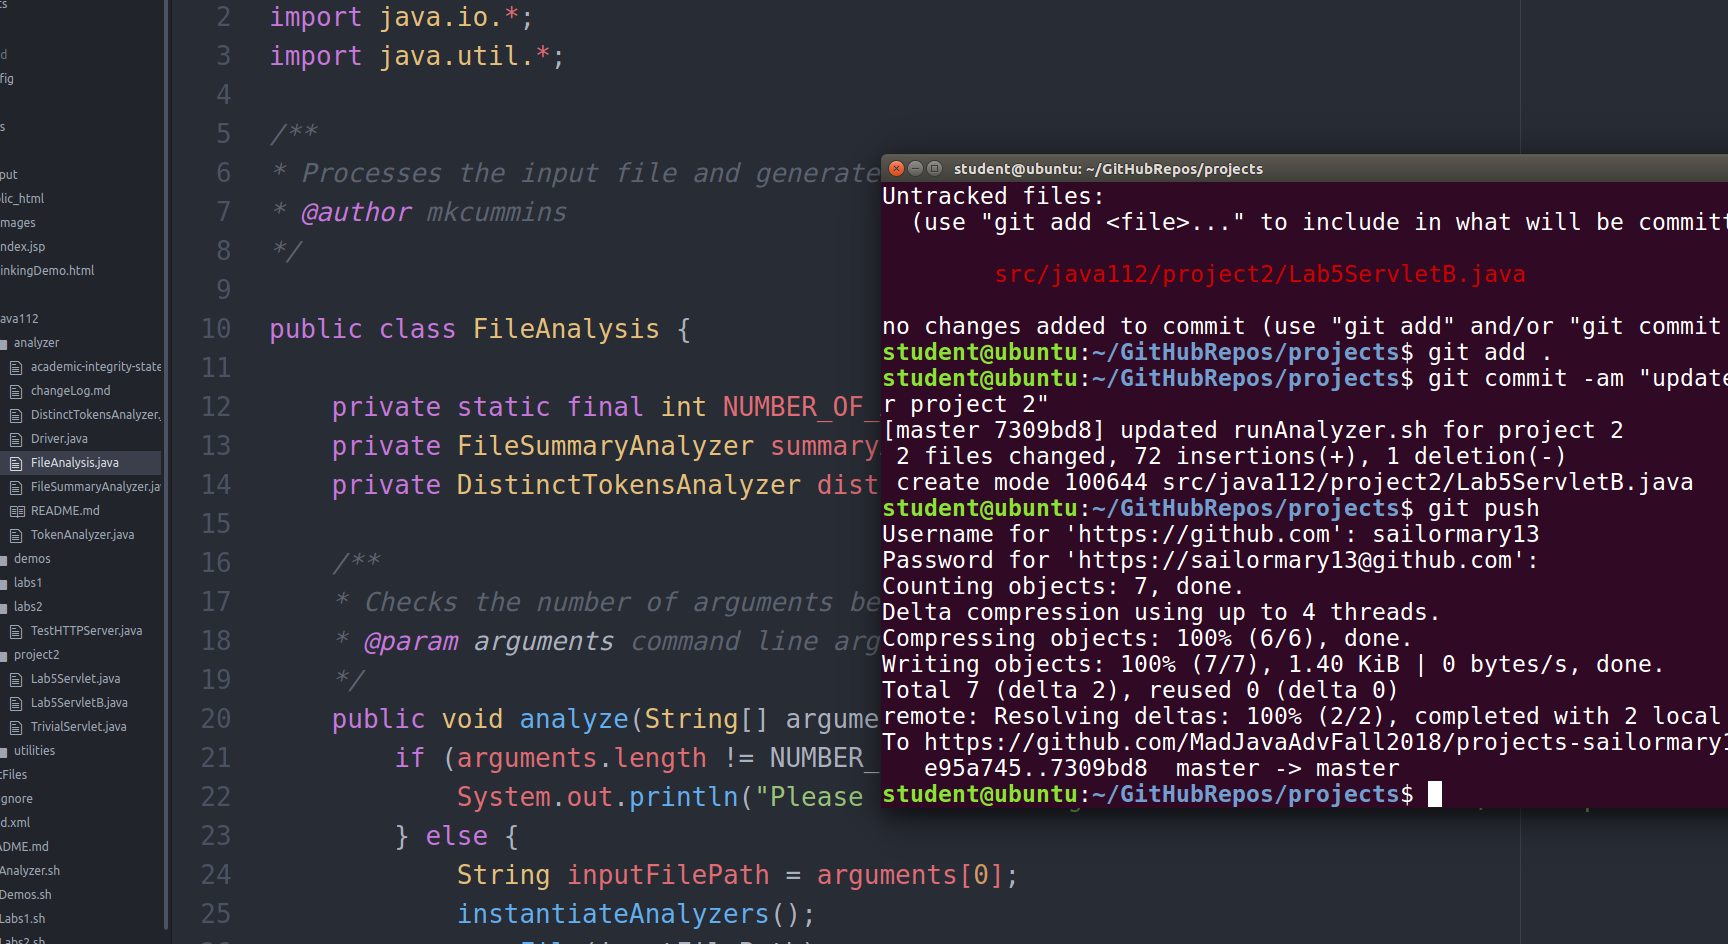 ts
d
fig
s
put
lic_html
mages
ndex.jsp
inkingDemo.html
ava112
analyzer
academic-integrity-state
changeLog.md
DistinctTokensAnalyzer.
Driver.java
FileAnalysis.java
FileSummaryAnalyzer.ja
README.md
TokenAnalyzer.java
demos
labs1
labs2
TestHTTPServer.java
project2
Lab5Servlet.java
Lab5ServletB.java
TrivialServlet.java
utilities
tFiles
gnore
d.xml
ADME.md
Analyzer.sh
Demos.sh
Labs1.sh
Labs2.sh
2 import java.io.*;
3 import java.util.*;
4
5 /**
6 * Processes the input file and generate
7 * @author mkcummins
8 */
9
10 public class FileAnalysis {
11
12 private static final int NUMBER_OF_
13 private FileSummaryAnalyzer summary
14 private DistinctTokensAnalyzer dist
15
16 /**
17 * Checks the number of arguments be
18 * @param arguments command line arg
19 */
20 public void analyze(String[] argume
21 if (arguments.length != NUMBER_
22 System.out.println("Please
23 } else {
24 String inputFilePath = arguments[0];
25 instantiateAnalyzers();
student@ubuntu: ~/GitHubRepos/projects
Untracked files:
(use "git add <file>..." to include in what will be committ
src/java112/project2/Lab5ServletB.java
no changes added to commit (use "git add" and/or "git commit
student@ubuntu:~/GitHubRepos/projects$ git add .
student@ubuntu:~/GitHubRepos/projects$ git commit -am "update
r project 2"
[master 7309bd8] updated runAnalyzer.sh for project 2
2 files changed, 72 insertions(+), 1 deletion(-)
create mode 100644 src/java112/project2/Lab5ServletB.java
student@ubuntu:~/GitHubRepos/projects$ git push
Username for 'https://github.com': sailormary13
Password for 'https://sailormary13@github.com':
Counting objects: 7, done.
Delta compression using up to 4 threads.
Compressing objects: 100% (6/6), done.
Writing objects: 100% (7/7), 1.40 KiB | 0 bytes/s, done.
Total 7 (delta 2), reused 0 (delta 0)
remote: Resolving deltas: 100% (2/2), completed with 2 local
To https://github.com/MadJavaAdvFall2018/projects-sailormary1
e95a745..7309bd8 master -> master
student@ubuntu:~/GitHubRepos/projects$